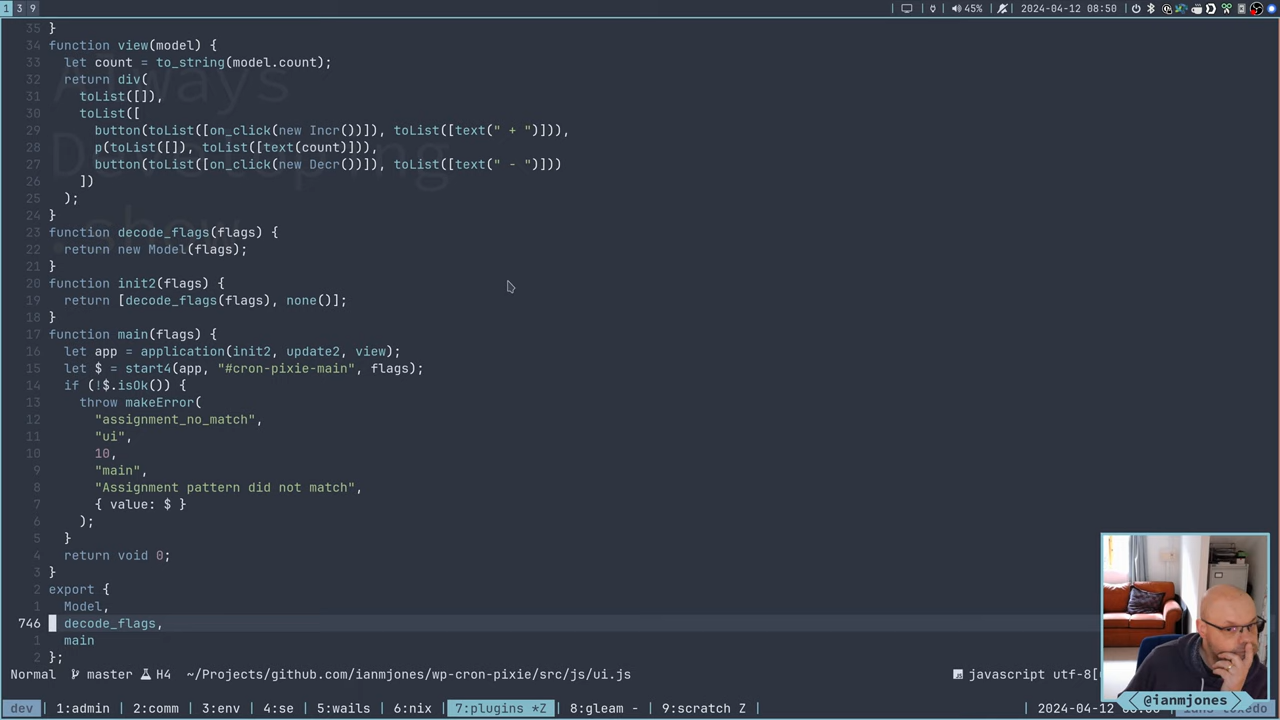 1 3 9 45% 2024-04-12 08:50
35 }
34 function view(model) {
33 let count = to_string(model.count);
32 return div(
31 toList([]),
30 toList([
29 button(toList([on_click(new Incr())]), toList([text(" + ")])),
28 p(toList([]), toList([text(count)])),
27 button(toList([on_click(new Decr())]), toList([text(" - ")]))
26 ])
25 );
24 }
23 function decode_flags(flags) {
22 return new Model(flags);
21 }
20 function init2(flags) {
19 return [decode_flags(flags), none()];
18 }
17 function main(flags) {
16 let app = application(init2, update2, view);
15 let $ = start4(app, "#cron-pixie-main", flags);
14 if (!$.isOk()) {
13 throw makeError(
12 "assignment_no_match",
11 "ui",
10 10,
9 "main",
8 "Assignment pattern did not match",
7 { value: $ }
6 );
5 }
4 return void 0;
3 }
2 export {
1 Model,
746 decode_flags,
1 main
2 };
Always
Developing
.show
Normal master H4 ~/Projects/github.com/ianmjones/wp-cron-pixie/src/js/ui.js javascript utf-8[
dev 1:admin 2:comm 3:env 4:se 5:wails 6:nix 7:plugins *Z 8:gleam - 9:scratch Z 2024-04-12
@ianmjones